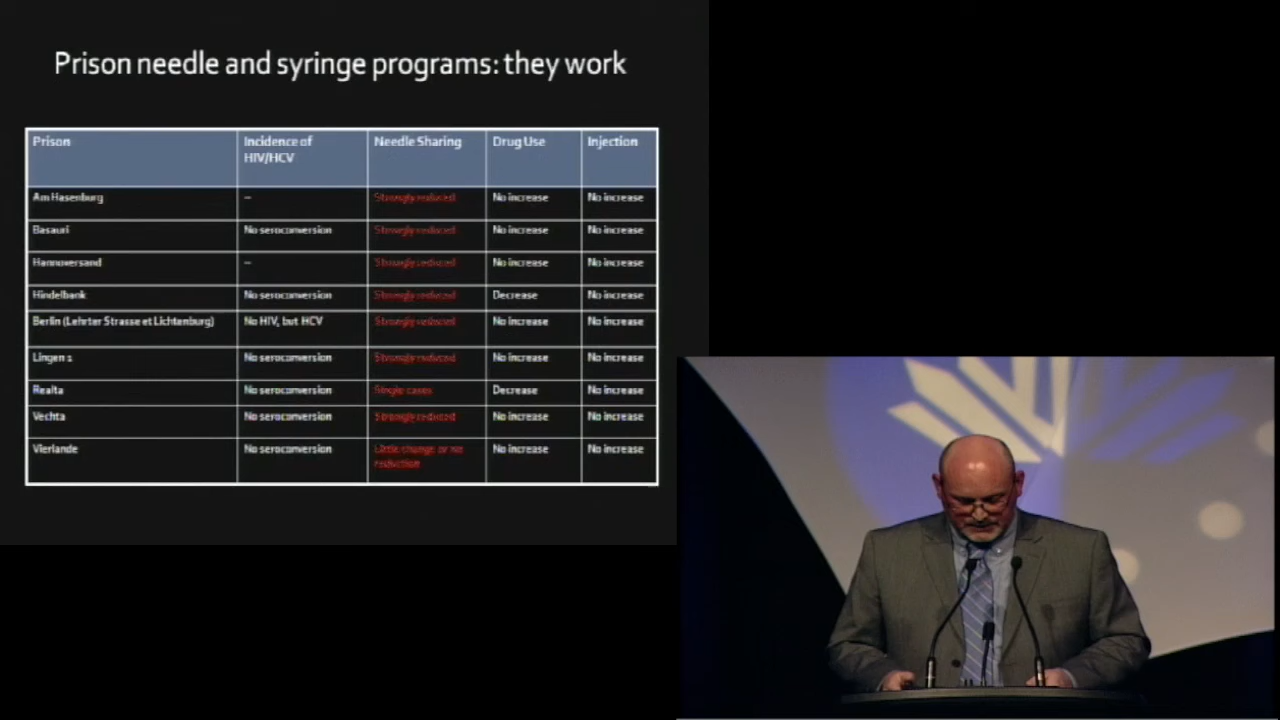 Prison needle and syringe programs: they work
Prison Incidence of HIV/HCV Needle Sharing Drug Use Injection
Am Hasenburg – Strongly reduced No increase No increase
Basauri No seroconversion Strongly reduced No increase No increase
Hannoversand – Strongly reduced No increase No increase
Hindelbank No seroconversion Strongly reduced Decrease No increase
Berlin (Lehrter Strasse et Lichtenburg) No HIV, but HCV Strongly reduced No increase No increase
Lingen 1 No seroconversion Strongly reduced No increase No increase
Realta No seroconversion Single cases Decrease No increase
Vechta No seroconversion Strongly reduced No increase No increase
Vierlande No seroconversion Little change or no reduction No increase No increase